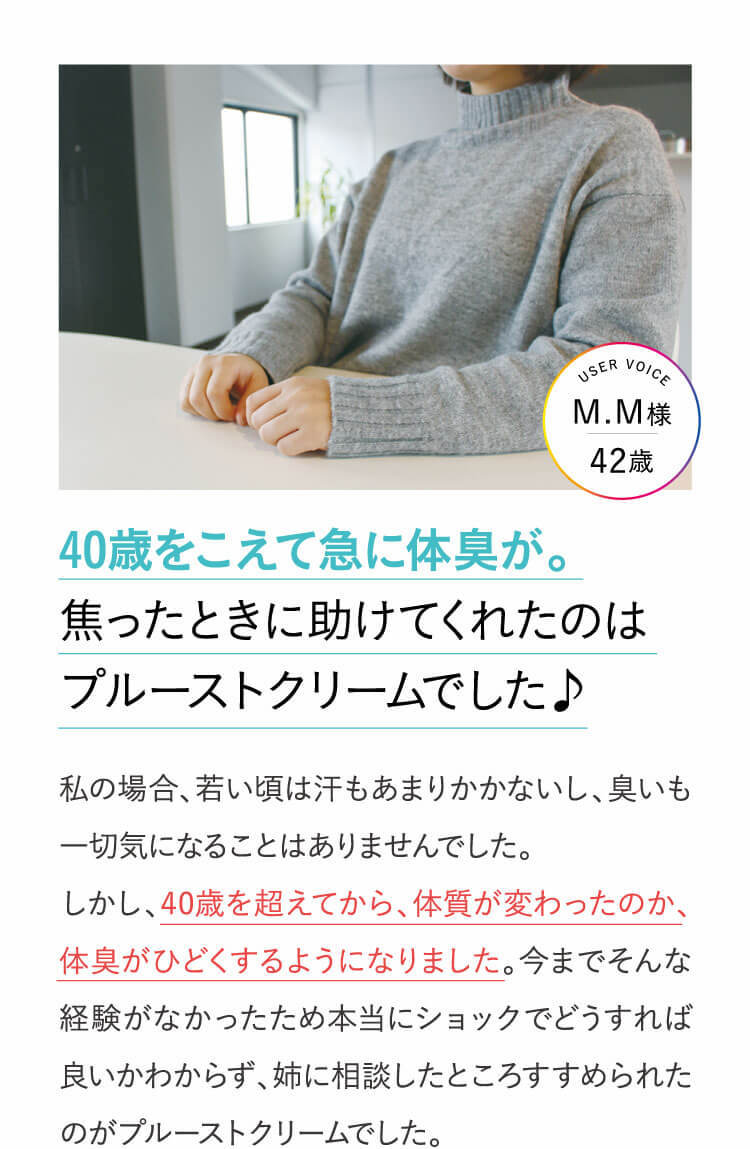 USER VOICE
M.M様
42歳
40歳をこえて急に体臭が。
焦ったときに助けてくれたのは
プルーストクリームでした♪
私の場合、若い頃は汗もあまりかかないし、臭いも
一切気になることはありませんでした。
しかし、40歳を超えてから、体質が変わったのか、
体臭がひどくするようになりました。今までそんな
経験がなかったため本当にショックでどうすれば
良いかわからず、姉に相談したところすすめられた
のがプルーストクリームでした。